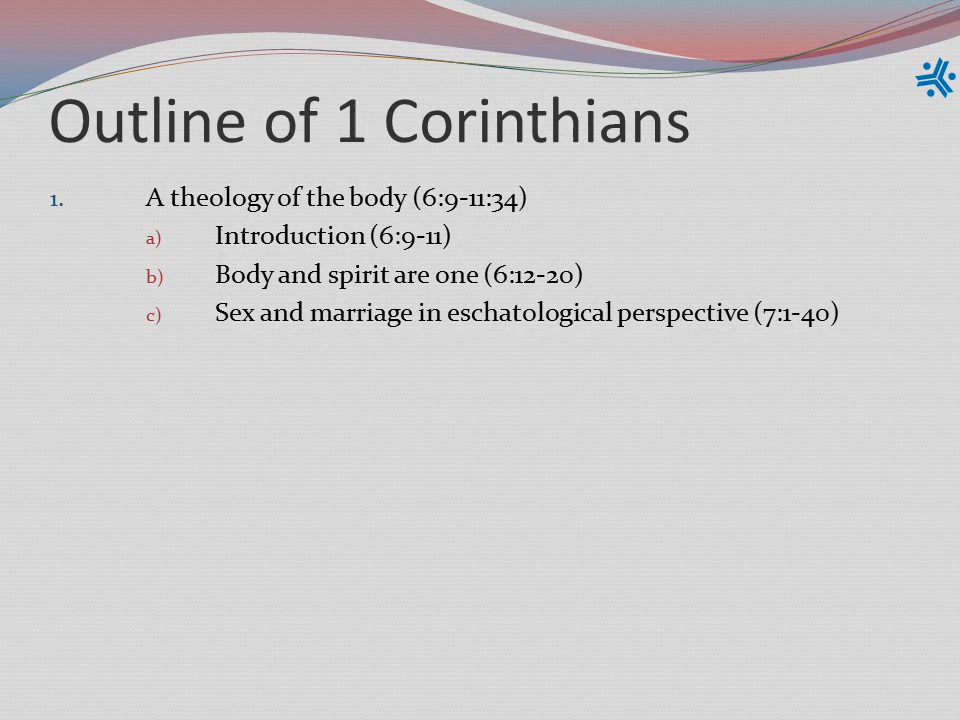 Outline of 1 Corinthians
1. A theology of the body (6:9-11:34)
a) Introduction (6:9-11)
b) Body and spirit are one (6:12-20)
c) Sex and marriage in eschatological perspective (7:1-40)